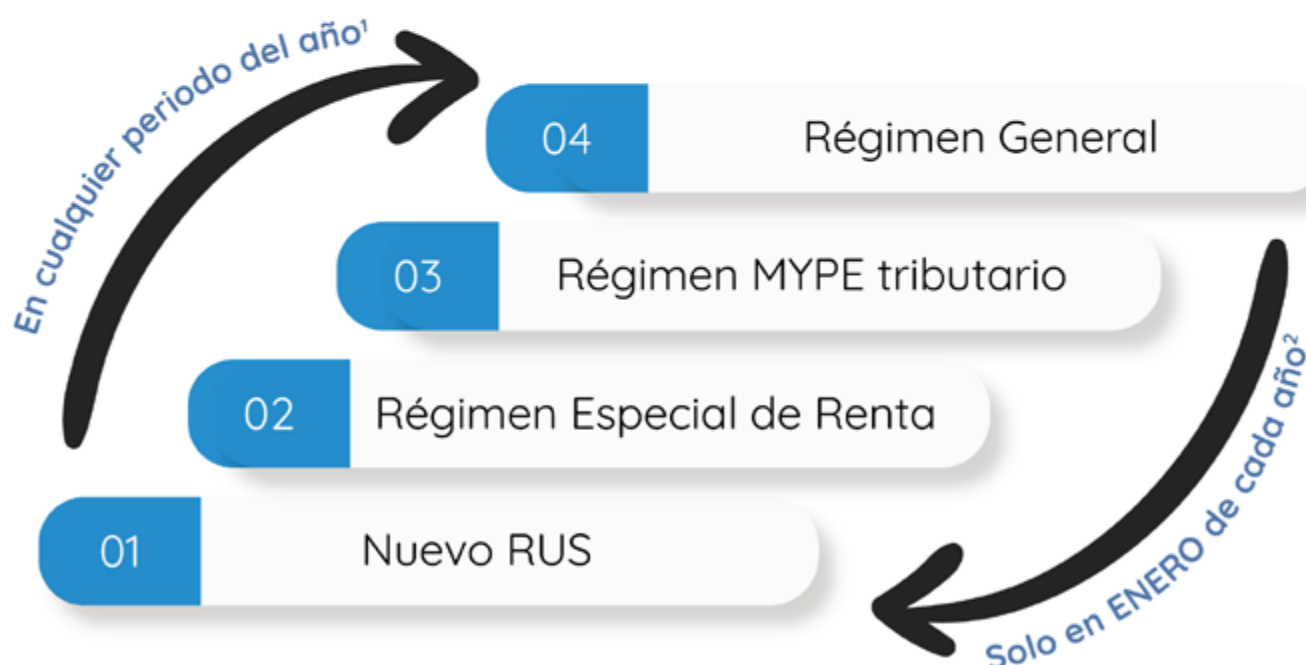 En cualquier periodo del año¹
04 Régimen General
03 Régimen MYPE tributario
02 Régimen Especial de Renta
01 Nuevo RUS
Solo en ENERO de cada año²